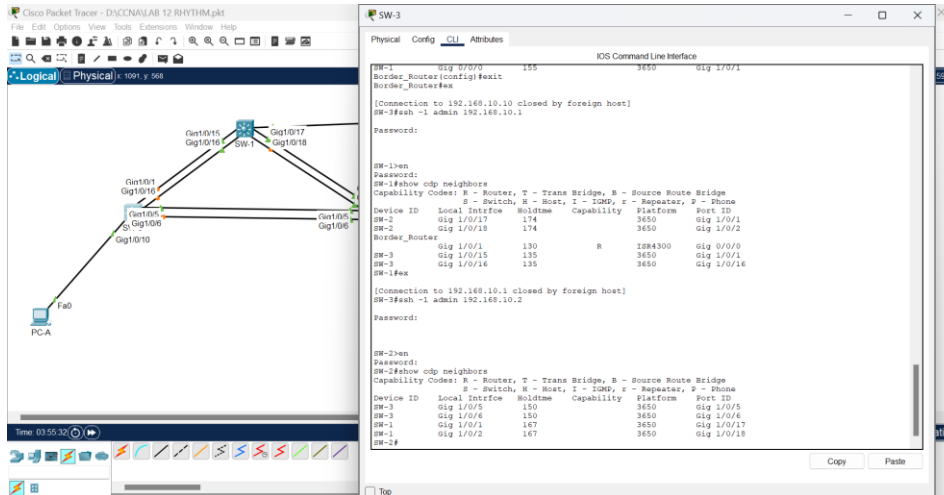 Cisco Packet Tracer - D:\CCNA\LAB 12 RHYTHM.pkt
File Edit Options View Tools Extensions Window Help
Logical Physical x: 1091, y: 568
Gig1/0/15
Gig1/0/16
SW-1
Gig1/0/17
Gig1/0/18
Gig1/0/1
Gig1/0/16
Gig1/0/5
Gig1/0/6
Gig1/0/10
Gig1/0/5
Gig1/0/6
Fa0
PC-A
Time: 03:55:32
SW-3
Physical Config CLI Attributes
IOS Command Line Interface
SW-1 Gig 0/0/0 155 3650 Gig 1/0/1
Border_Router(config)#exit
Border_Router#ex
[Connection to 192.168.10.10 closed by foreign host]
SW-3#ssh -l admin 192.168.10.1
Password:
SW-1>en
Password:
SW-1#show cdp neighbors
Capability Codes: R - Router, T - Trans Bridge, B - Source Route Bridge
S - Switch, H - Host, I - IGMP, r - Repeater, P - Phone
Device ID Local Intrfce Holdtme Capability Platform Port ID
SW-2 Gig 1/0/17 174 3650 Gig 1/0/1
SW-2 Gig 1/0/18 174 3650 Gig 1/0/2
Border_Router
Gig 1/0/1 130 R ISR4300 Gig 0/0/0
SW-3 Gig 1/0/15 135 3650 Gig 1/0/1
SW-3 Gig 1/0/16 135 3650 Gig 1/0/16
SW-1#ex
[Connection to 192.168.10.1 closed by foreign host]
SW-3#ssh -l admin 192.168.10.2
Password:
SW-2>en
Password:
SW-2#show cdp neighbors
Capability Codes: R - Router, T - Trans Bridge, B - Source Route Bridge
S - Switch, H - Host, I - IGMP, r - Repeater, P - Phone
Device ID Local Intrfce Holdtme Capability Platform Port ID
SW-3 Gig 1/0/5 150 3650 Gig 1/0/5
SW-3 Gig 1/0/6 150 3650 Gig 1/0/6
SW-1 Gig 1/0/1 167 3650 Gig 1/0/17
SW-1 Gig 1/0/2 167 3650 Gig 1/0/18
SW-2#
Copy Paste
Top